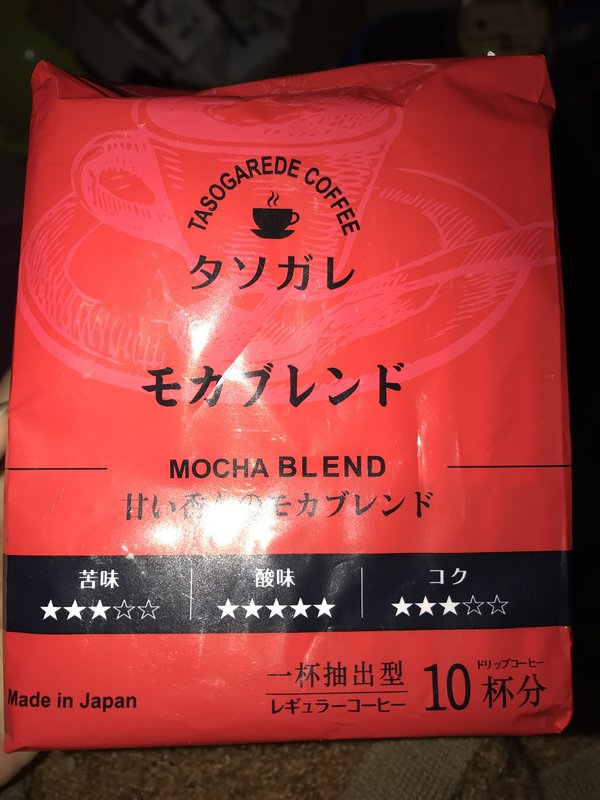 TASOGAREDE COFFEE
タソガレ
モカブレンド
MOCHA BLEND
甘い香りのモカブレンド
苦味 酸味 コク
★★★☆☆ ★★★★★ ★★★☆☆
Made in Japan
一杯抽出型
レギュラーコーヒー
ドリップコーヒー
10杯分